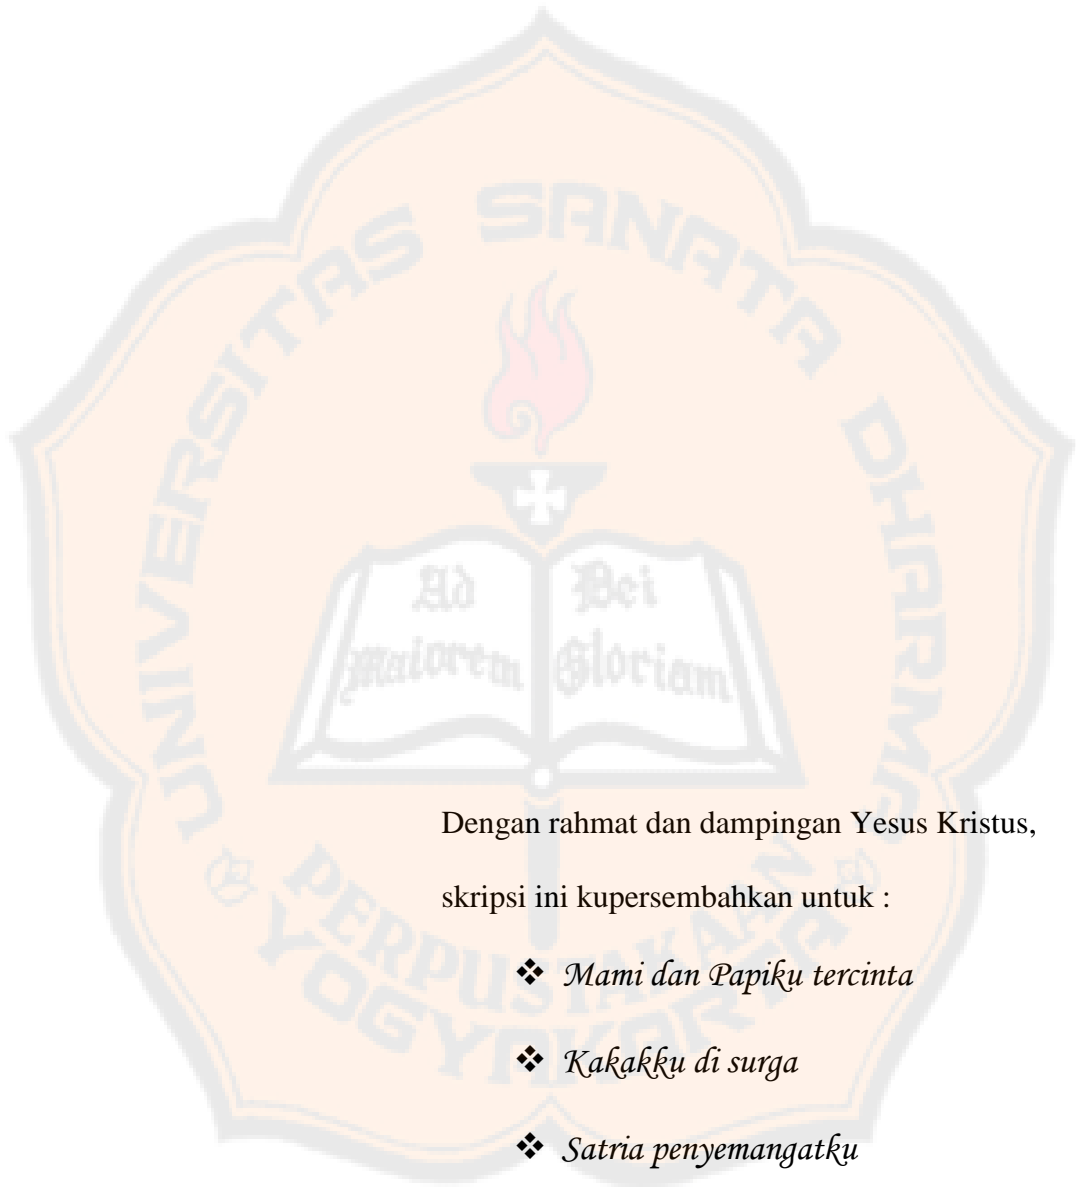 UNIVERSITAS SANATA DHARMA
Ad Dei
maiorem Gloriam
PERPUSTAKAAN
YOGYAKARTA
Dengan rahmat dan dampingan Yesus Kristus,
skripsi ini kupersembahkan untuk :
❖ Mami dan Papiku tercinta
❖ Kakakku di surga
❖ Satria penyemangatku